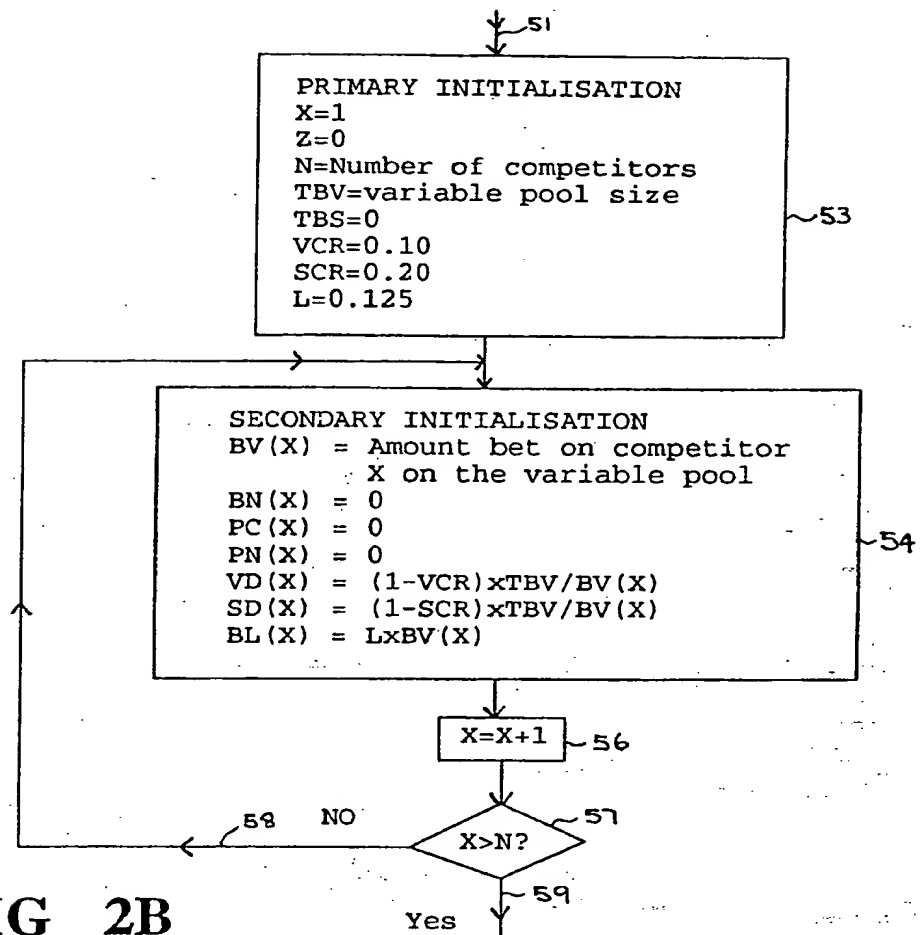 51
PRIMARY INITIALISATION
X=1
Z=0
N=Number of competitors
TBV=variable pool size
TBS=0
VCR=0.10
SCR=0.20
L=0.125
53
SECONDARY INITIALISATION
BV(X) = Amount bet on competitor
X on the variable pool
BN(X) = 0
PC(X) = 0
PN(X) = 0
VD(X) = (1-VCR)xTBV/BV(X)
SD(X) = (1-SCR)xTBV/BV(X)
BL(X) = LxBV(X)
54
X=X+1
56
58
NO
X>N?
57
59
Yes
IG 2B